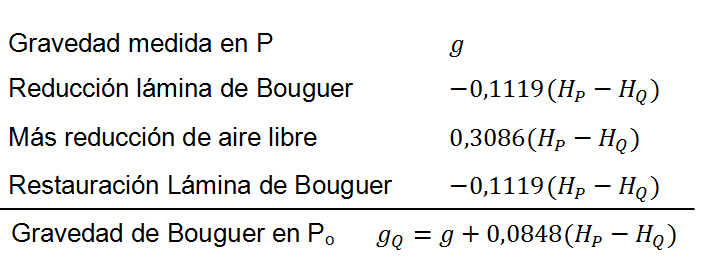 Gravedad medida en P g
Reducción lámina de Bouguer −0,1119(H_P − H_Q)
Más reducción de aire libre 0,3086(H_P − H_Q)
Restauración Lámina de Bouguer −0,1119(H_P − H_Q)
Gravedad de Bouguer en P₀ g_Q = g + 0,0848(H_P − H_Q)